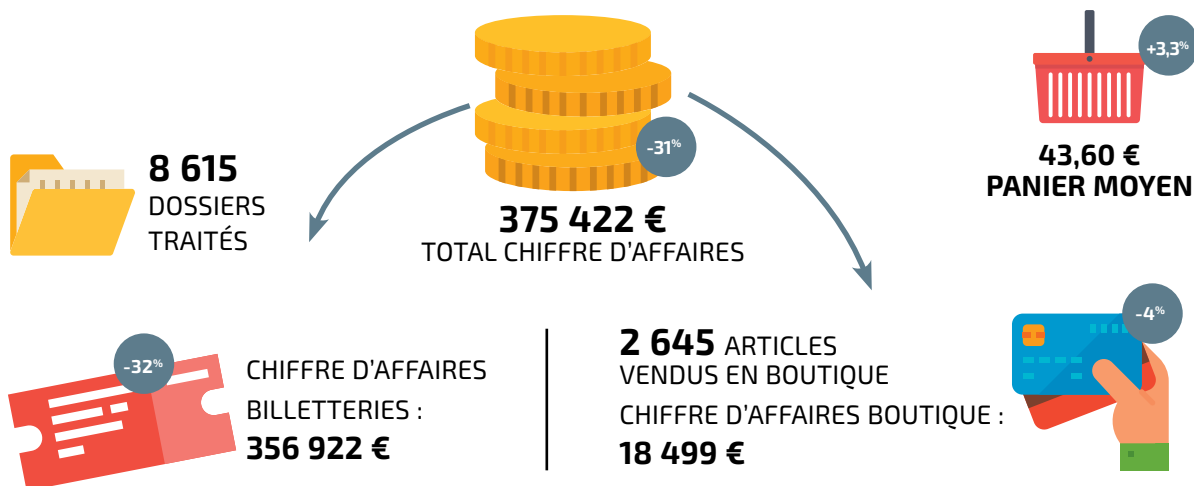 8 615
DOSSIERS
TRAITÉS
-31%
375 422 €
TOTAL CHIFFRE D'AFFAIRES
+3,3%
43,60 €
PANIER MOYEN
-32%
CHIFFRE D'AFFAIRES
BILLETTERIES :
356 922 €
2 645 ARTICLES
VENDUS EN BOUTIQUE
CHIFFRE D'AFFAIRES BOUTIQUE :
18 499 €
-4%